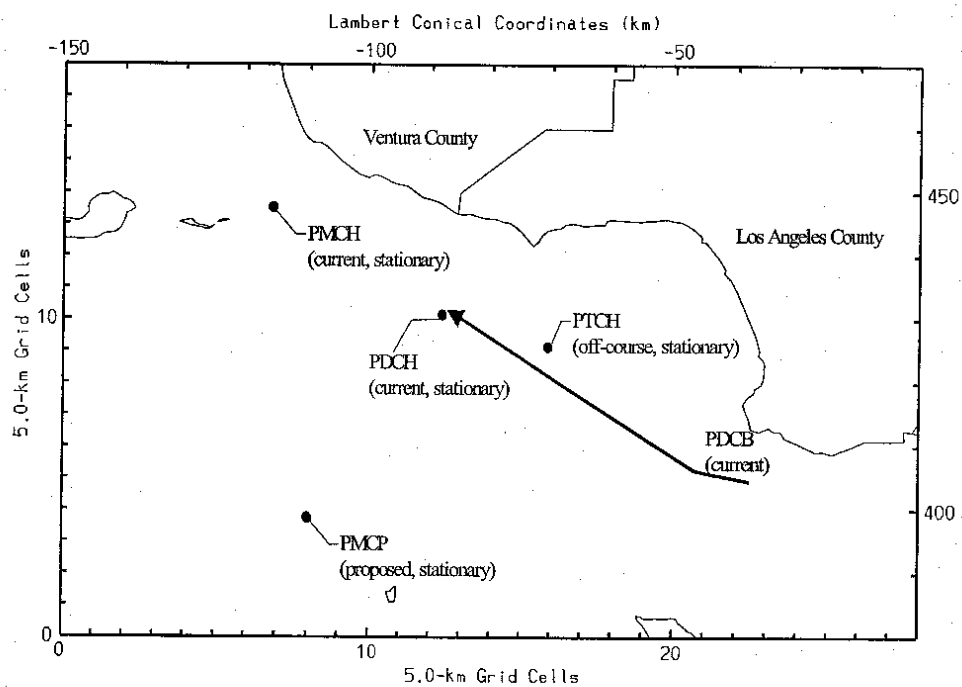 Lambert Conical Coordinates (km)
-150
-100
-50
Ventura County
450
Los Angeles County
PMCH
(current, stationary)
5.0-km Grid Cells
10
PTCH
(off-course, stationary)
PDCH
(current, stationary)
PDCB
(current)
400
PMCP
(proposed, stationary)
0
0
10
20
5.0-km Grid Cells